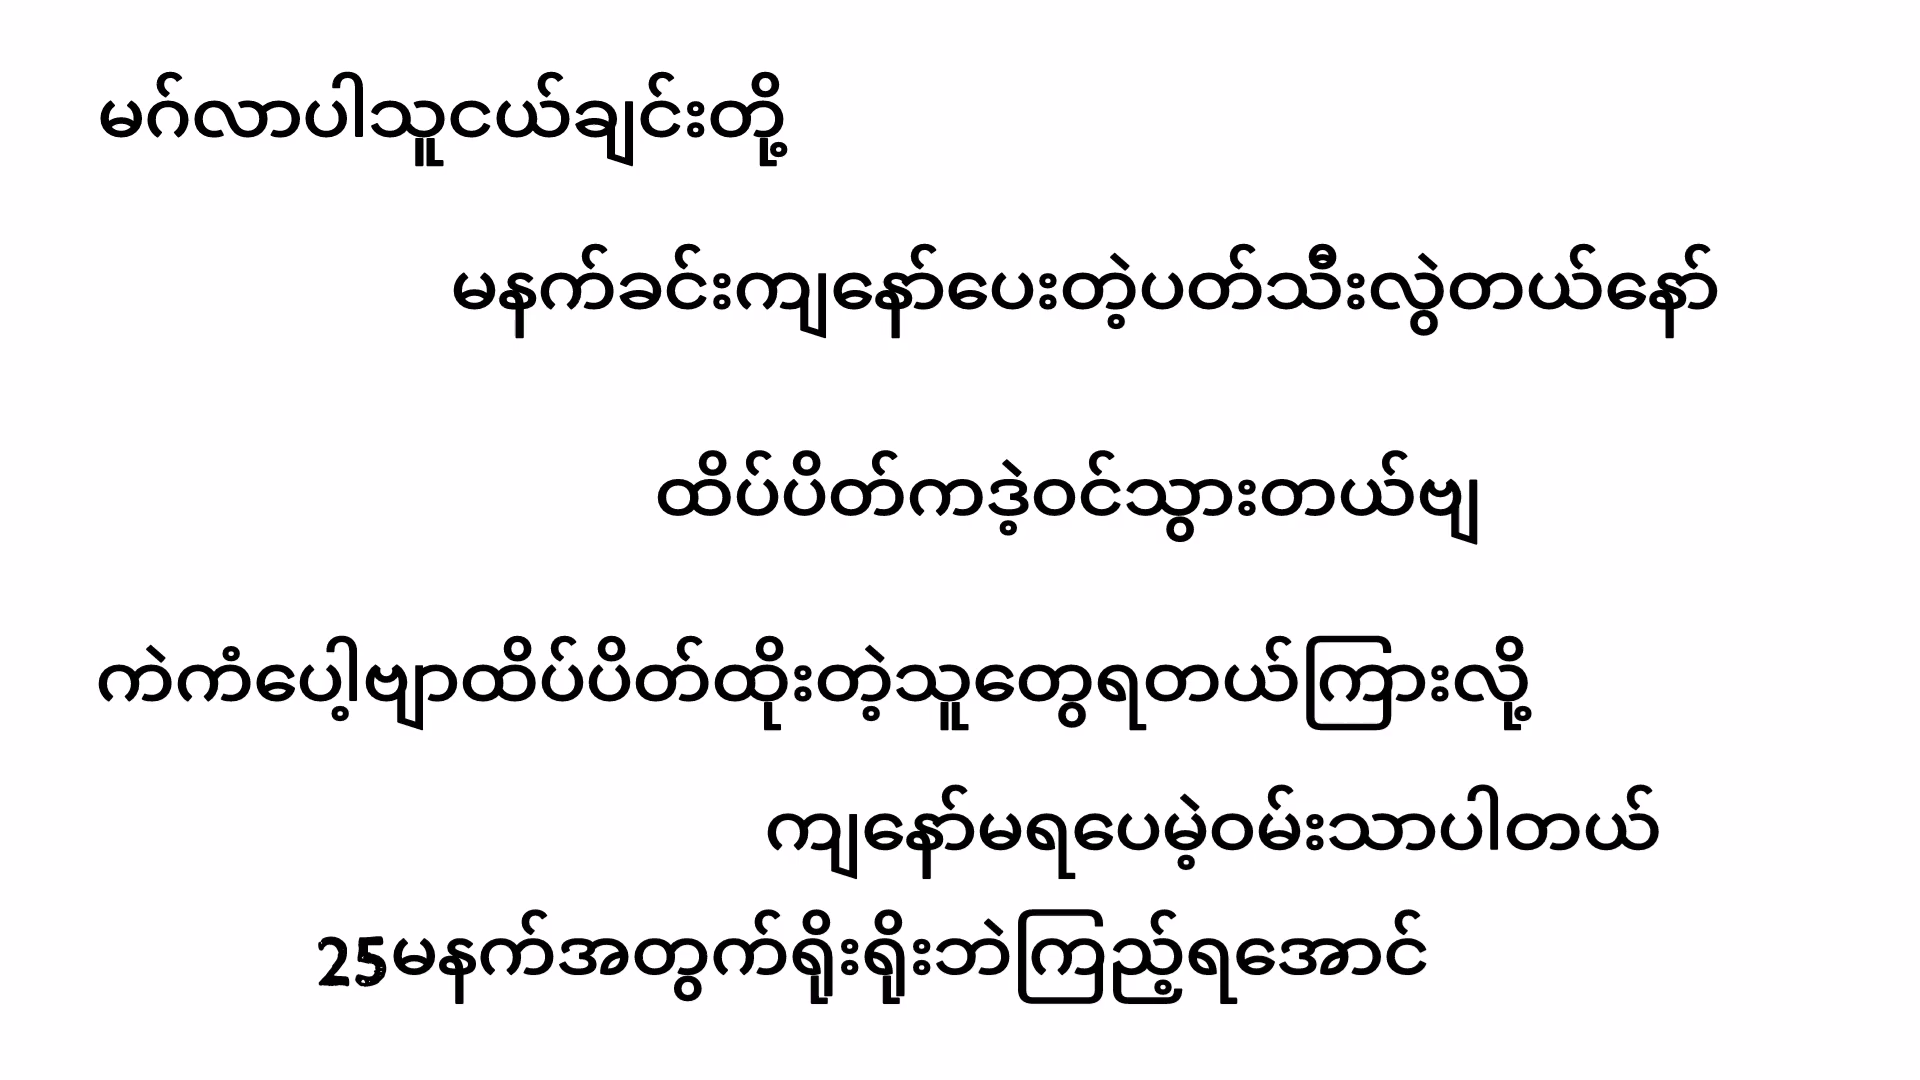 မဂ်လာပါသူငယ်ချင်းတို့
မနက်ခင်းကျနော်ပေးတဲ့ပတ်သီးလွဲတယ်နော်
ထိပ်ပိတ်ကဒဲ့ဝင်သွားတယ်ဗျ
ကဲကံပေါ့ဗျာထိပ်ပိတ်ထိုးတဲ့သူတွေရတယ်ကြားလို့
ကျနော်မရပေမဲ့ဝမ်းသာပါတယ်
25မနက်အတွက်ရိုးရိုးဘဲကြည့်ရအောင်